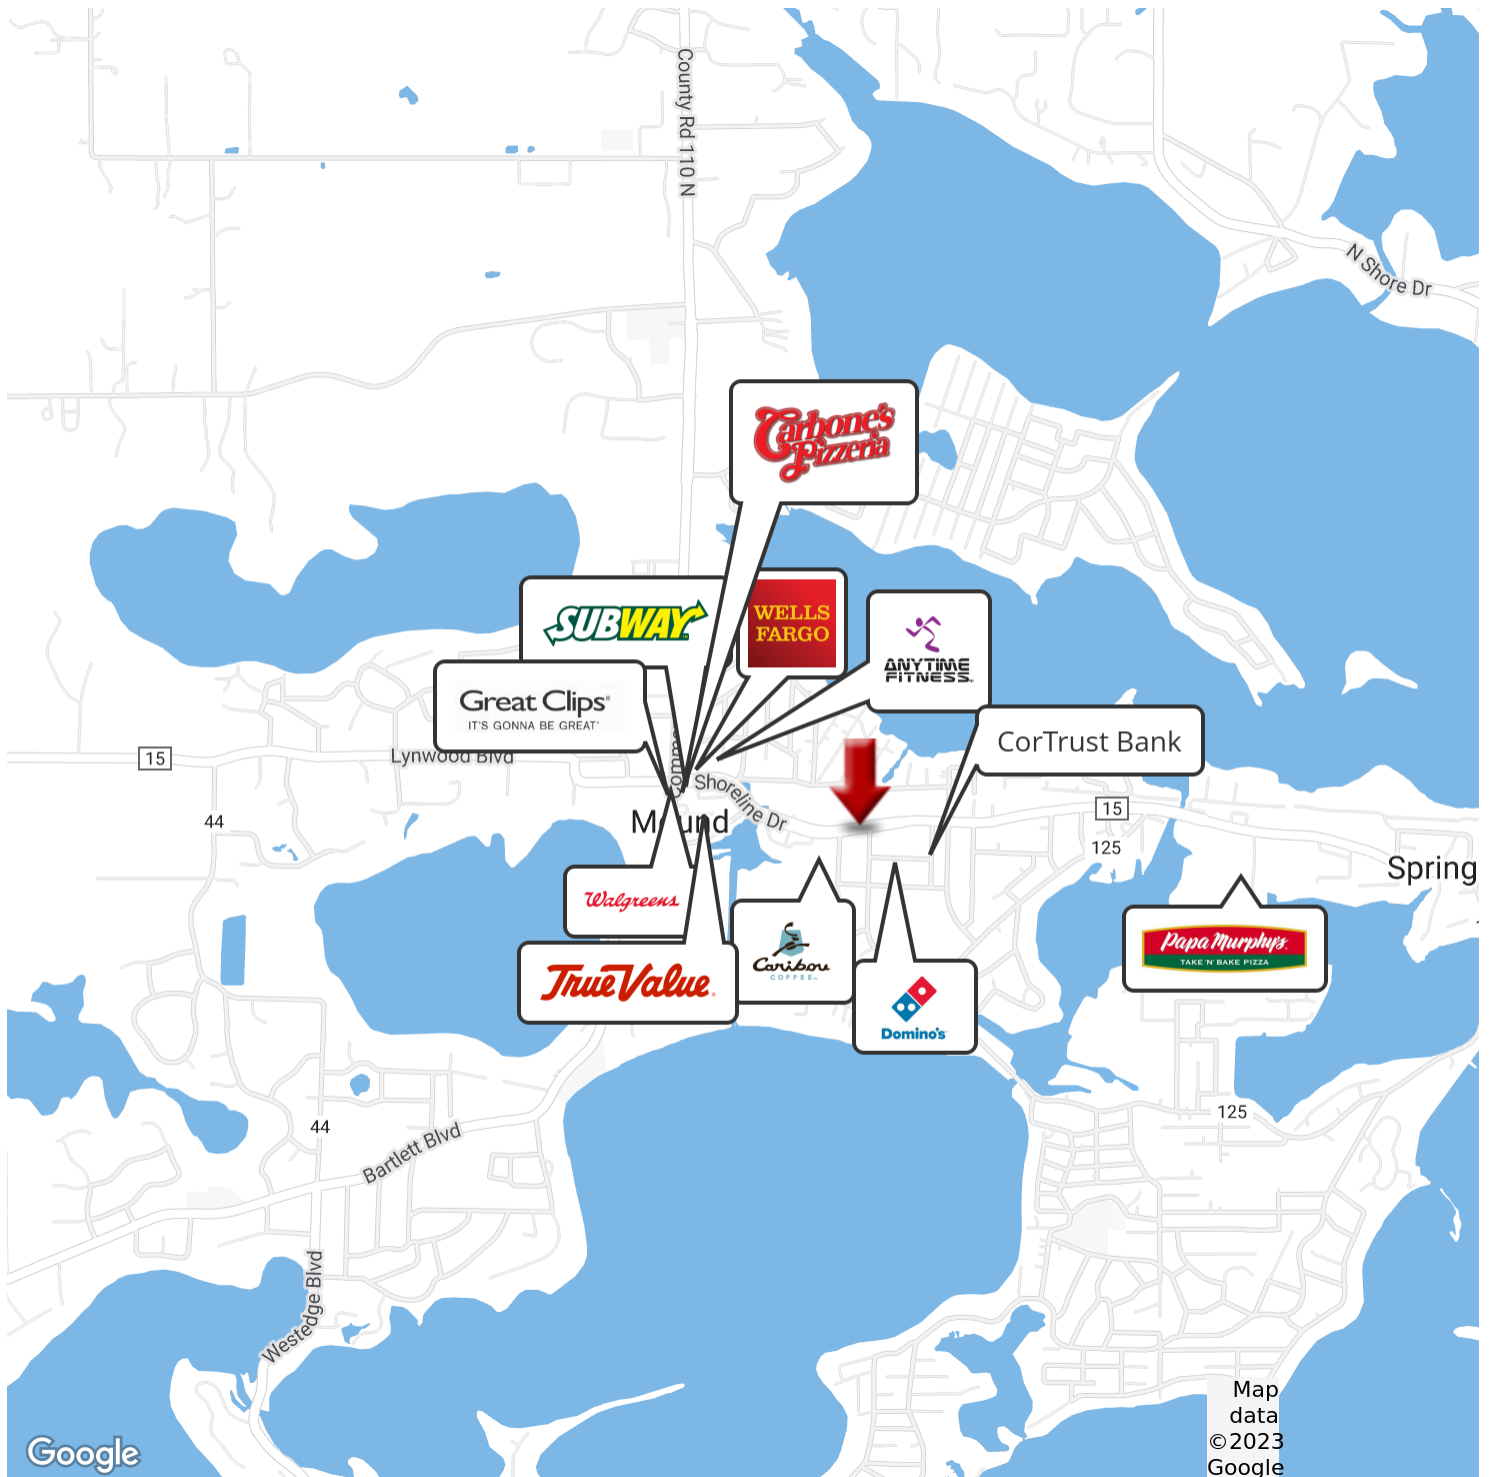 County Rd 110 N
N Shore Dr
Carbone's
Pizzeria
SUBWAY
WELLS
FARGO
ANYTIME
FITNESS
Great Clips®
IT'S GONNA BE GREAT®
CorTrust Bank
15
Lynwood Blvd
Shoreline Dr
15
44
Mound
125
Spring
Walgreens
Papa Murphy's
TAKE 'N' BAKE PIZZA
Caribou
COFFEE
True Value
Domino's
125
44
Bartlett Blvd
Westedge Blvd
Map
data
©2023
Google
Google